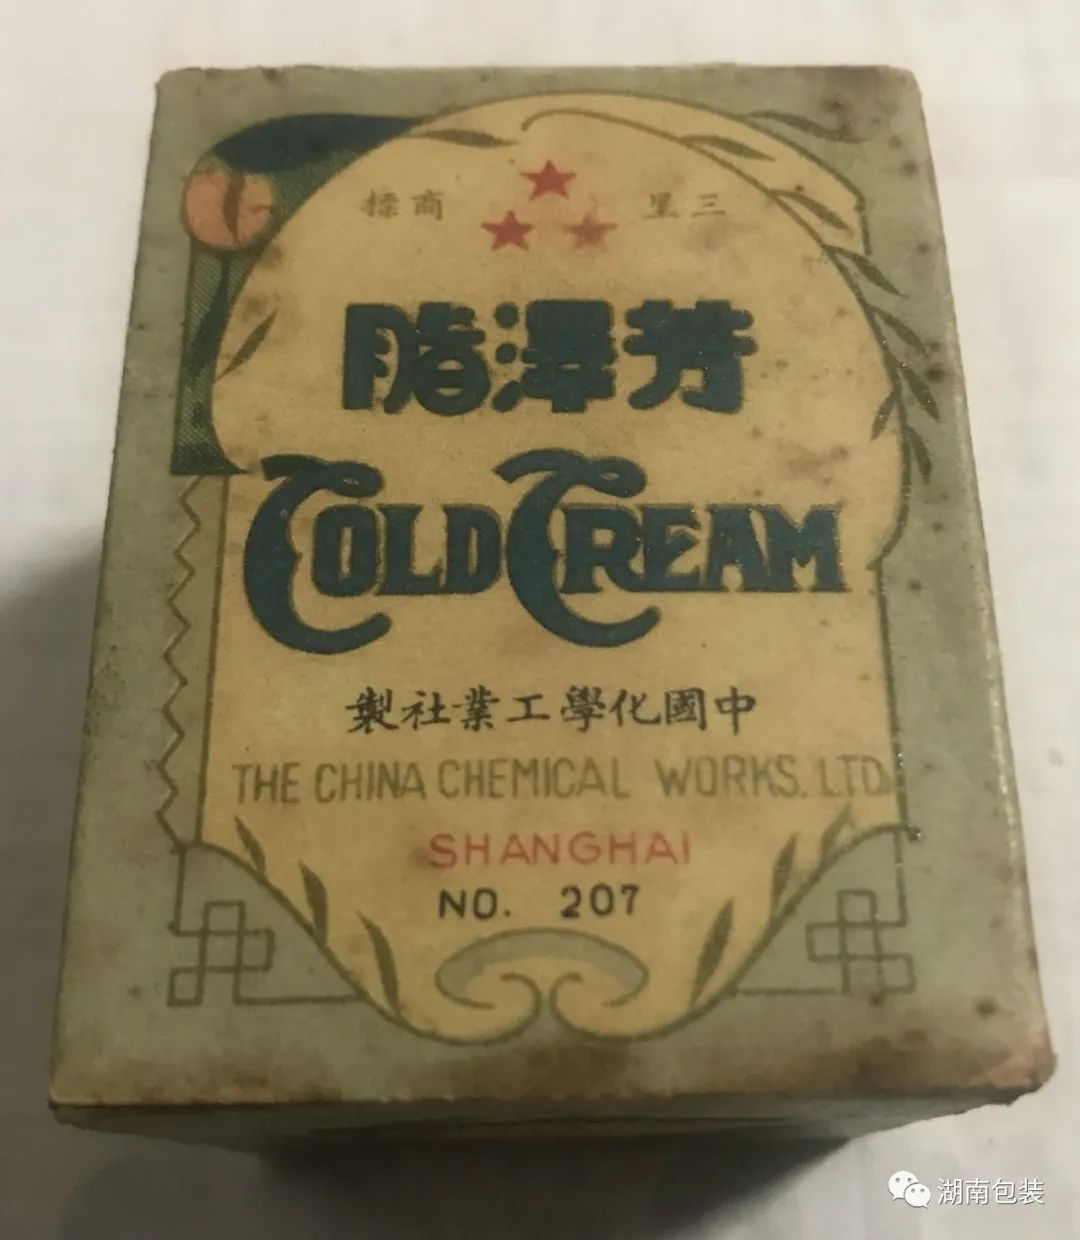 三星 商標
芳澤脂
COLD CREAM
中國化學工業社製
THE CHINA CHEMICAL WORKS. LTD.
SHANGHAI
NO. 207
湖南包装